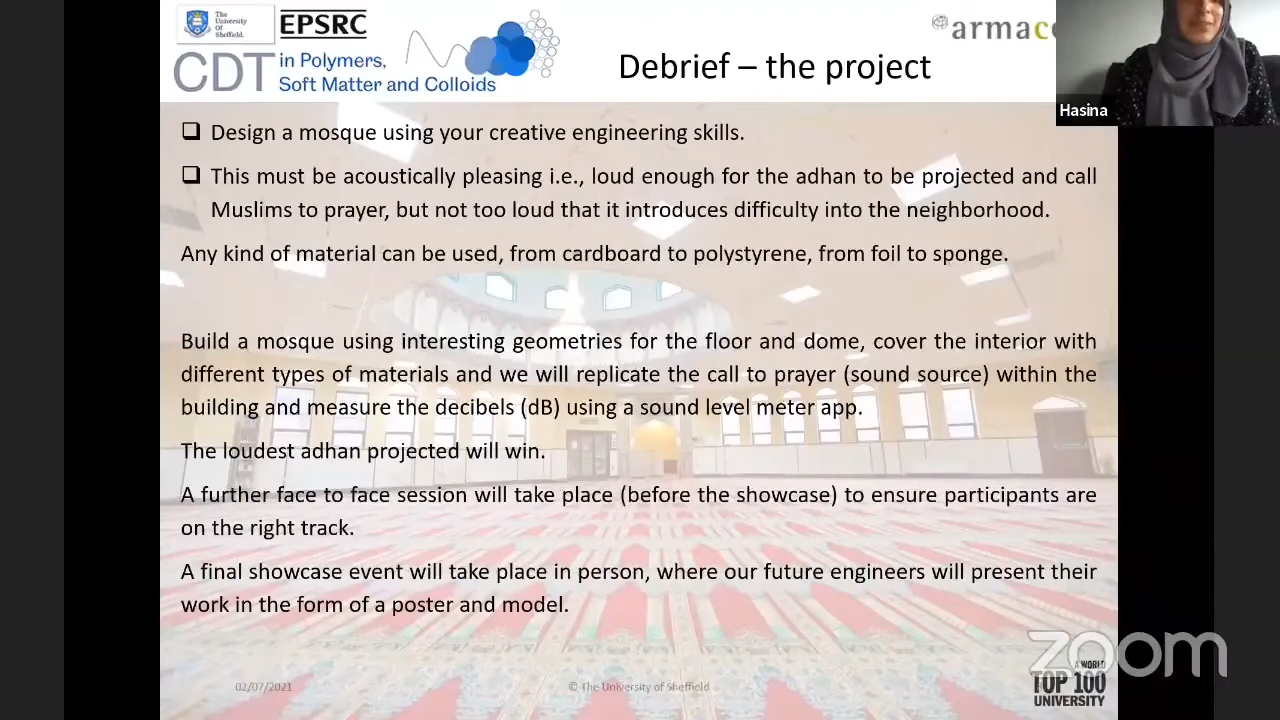 The
University
Of
Sheffield.
EPSRC
CDT
in Polymers,
Soft Matter and Colloids
Debrief – the project
armace
Hasina
Design a mosque using your creative engineering skills.
This must be acoustically pleasing i.e., loud enough for the adhan to be projected and call
Muslims to prayer, but not too loud that it introduces difficulty into the neighborhood.
Any kind of material can be used, from cardboard to polystyrene, from foil to sponge.
Build a mosque using interesting geometries for the floor and dome, cover the interior with
different types of materials and we will replicate the call to prayer (sound source) within the
building and measure the decibels (dB) using a sound level meter app.
The loudest adhan projected will win.
A further face to face session will take place (before the showcase) to ensure participants are
on the right track.
A final showcase event will take place in person, where our future engineers will present their
work in the form of a poster and model.
zoom
02/07/2021
© The University of Sheffield
A WORLD
TOP 100
UNIVERSITY